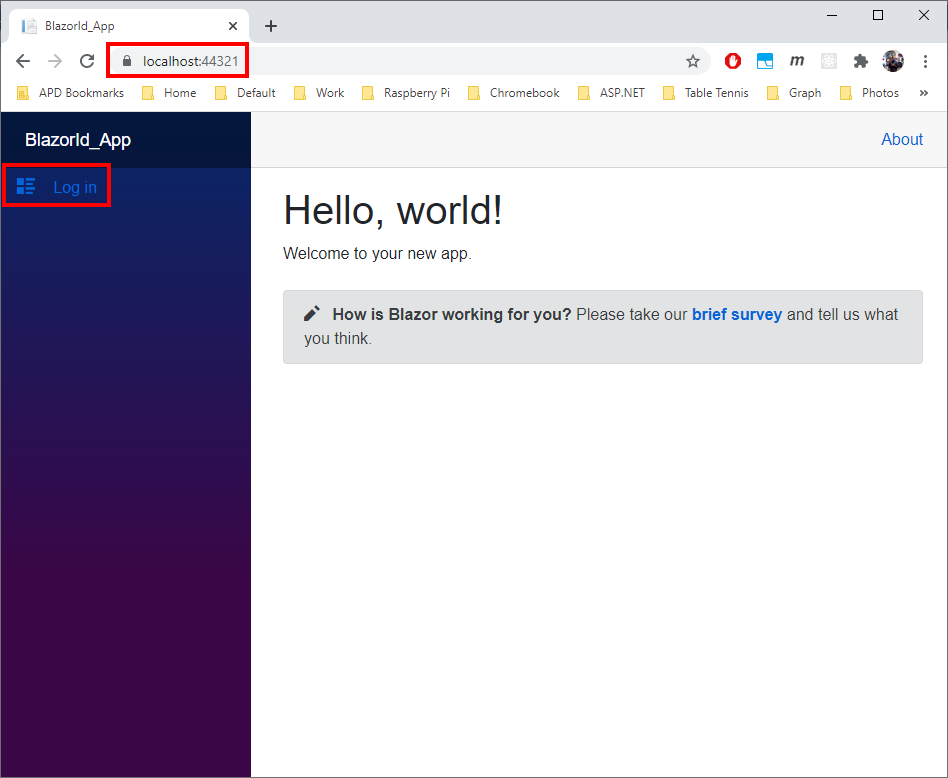 BlazorId_App
localhost:44321
m
APD Bookmarks Home Default Work Raspberry Pi Chromebook ASP.NET Table Tennis Graph Photos »
BlazorId_App
About
Log in
Hello, world!
Welcome to your new app.
How is Blazor working for you? Please take our brief survey and tell us what
you think.